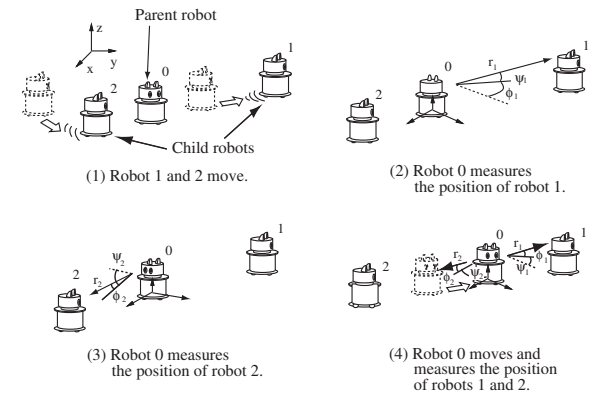 Parent robot
z
y
x
0
1
2
Child robots
(1) Robot 1 and 2 move.
0
1
2
r1
ψ1
ϕ1
(2) Robot 0 measures
the position of robot 1.
0
1
2
ψ2
r2
ϕ2
(3) Robot 0 measures
the position of robot 2.
0
1
2
r2
r1
ϕ1
ψ1
ϕ2
ψ2
(4) Robot 0 moves and
measures the position
of robots 1 and 2.